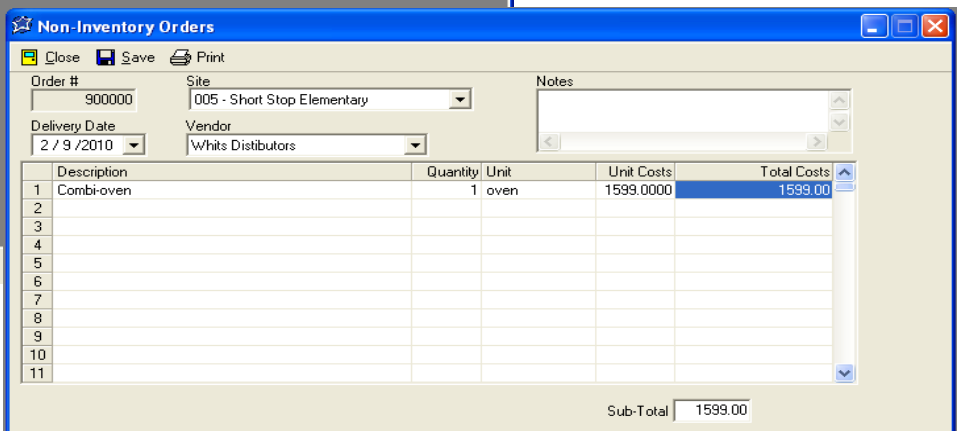 Non-Inventory Orders
Close Save Print
Order # Site Notes
900000 005 - Short Stop Elementary
Delivery Date Vendor
2 / 9 /2010 Whits Distibutors
Description Quantity Unit Unit Costs Total Costs
1 Combi-oven 1 oven 1599.0000 1599.00
2
3
4
5
6
7
8
9
10
11
Sub-Total 1599.00